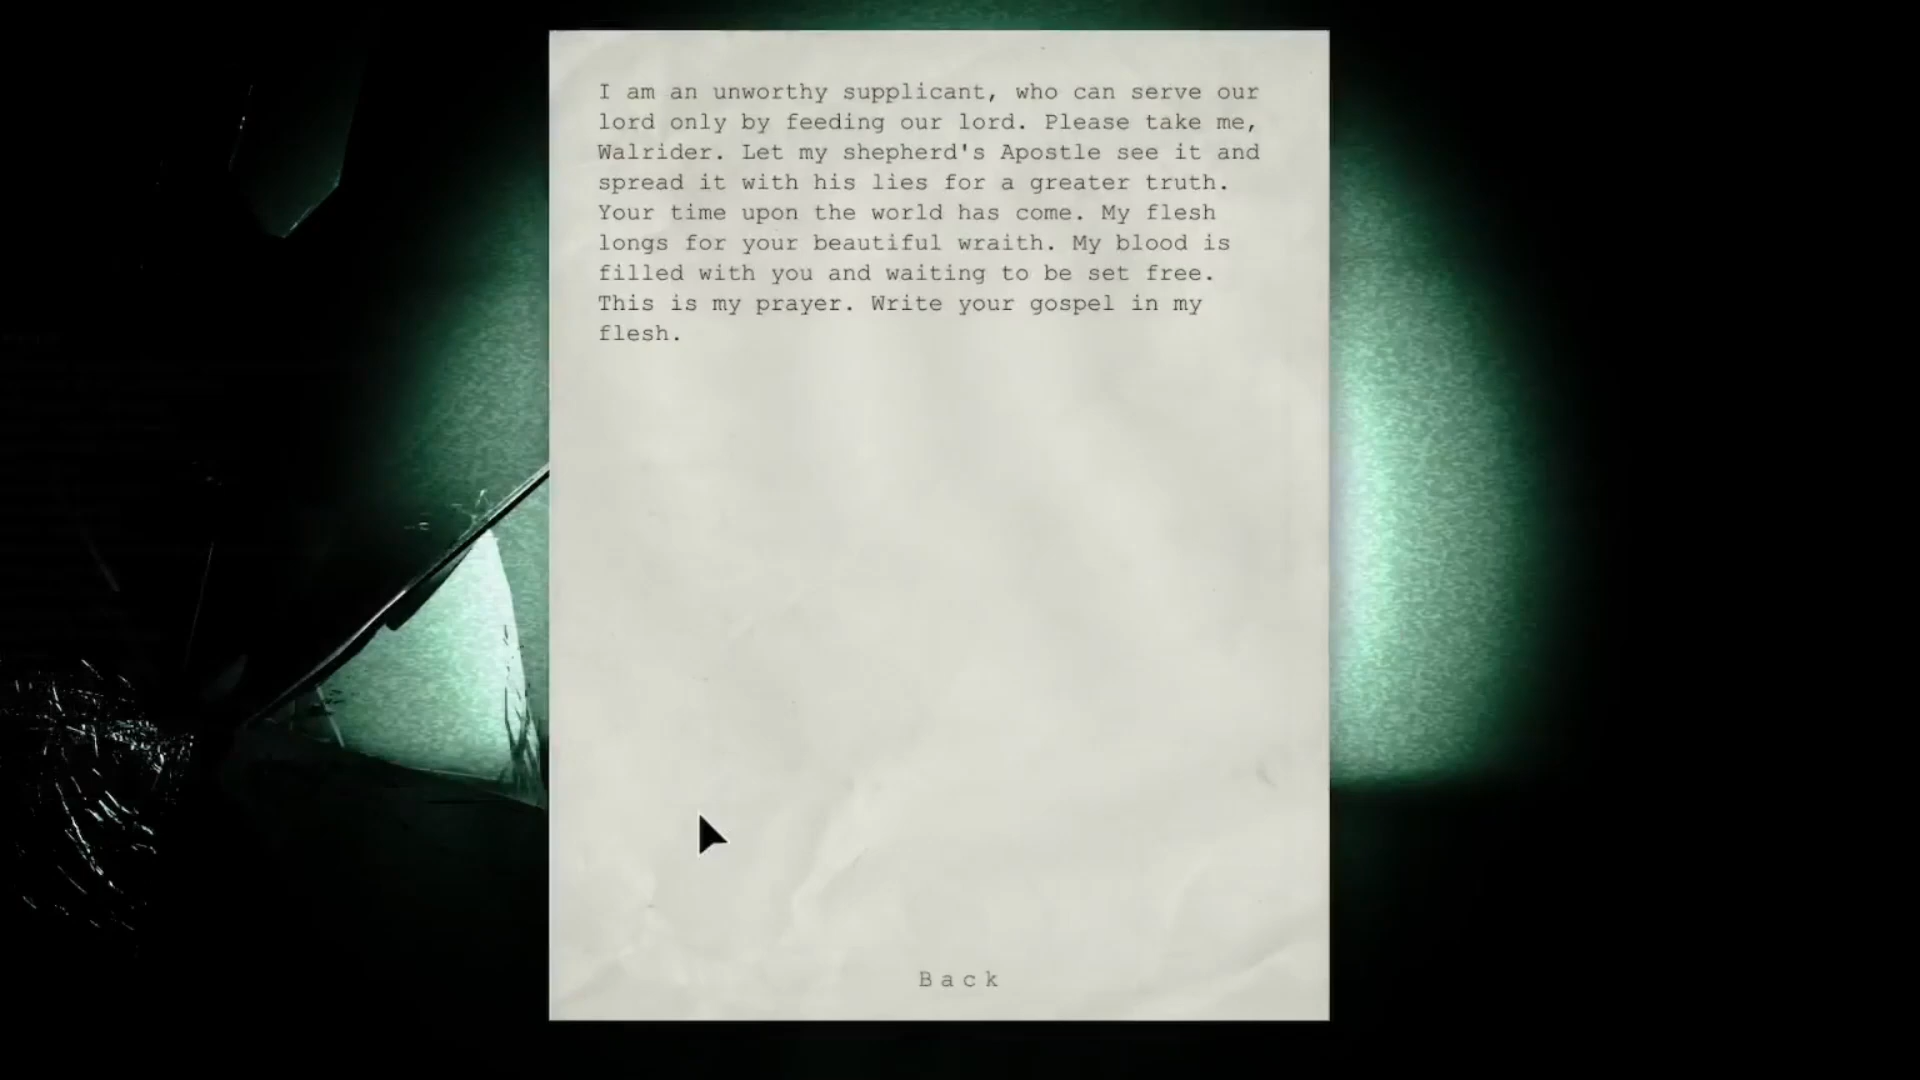 I am an unworthy supplicant, who can serve our
lord only by feeding our lord. Please take me,
Walrider. Let my shepherd's Apostle see it and
spread it with his lies for a greater truth.
Your time upon the world has come. My flesh
longs for your beautiful wraith. My blood is
filled with you and waiting to be set free.
This is my prayer. Write your gospel in my
flesh.
Back